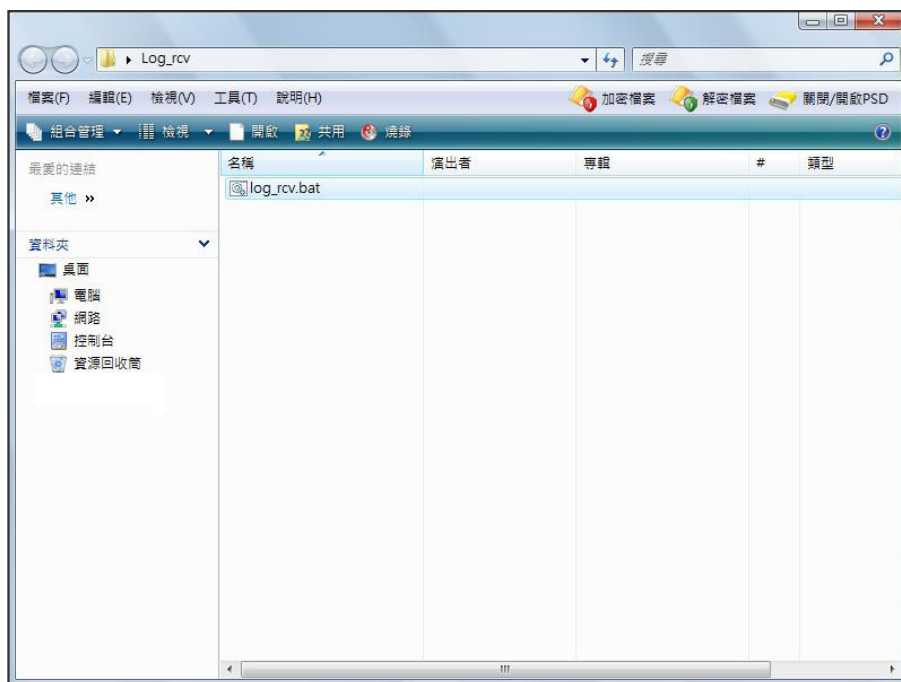 Log_rcv
搜尋
檔案(F) 編輯(E) 檢視(V) 工具(T) 說明(H) 加密檔案 解密檔案 關閉/開啟PSD
組合管理 檢視 開啟 共用 燒錄
最愛的連結
其他 »
資料夾
桌面
電腦
網路
控制台
資源回收筒
名稱 演出者 專輯 # 類型
log_rcv.bat